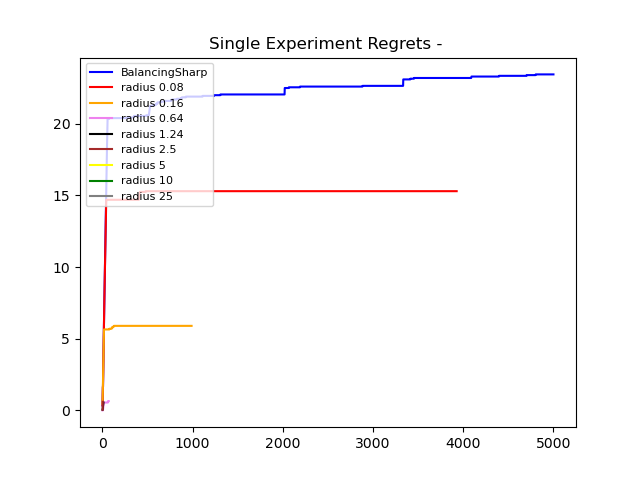 Single Experiment Regrets -
BalancingSharp
radius 0.08
radius 0.16
radius 0.64
radius 1.24
radius 2.5
radius 5
radius 10
radius 25
20
15
10
5
0
0 1000 2000 3000 4000 5000